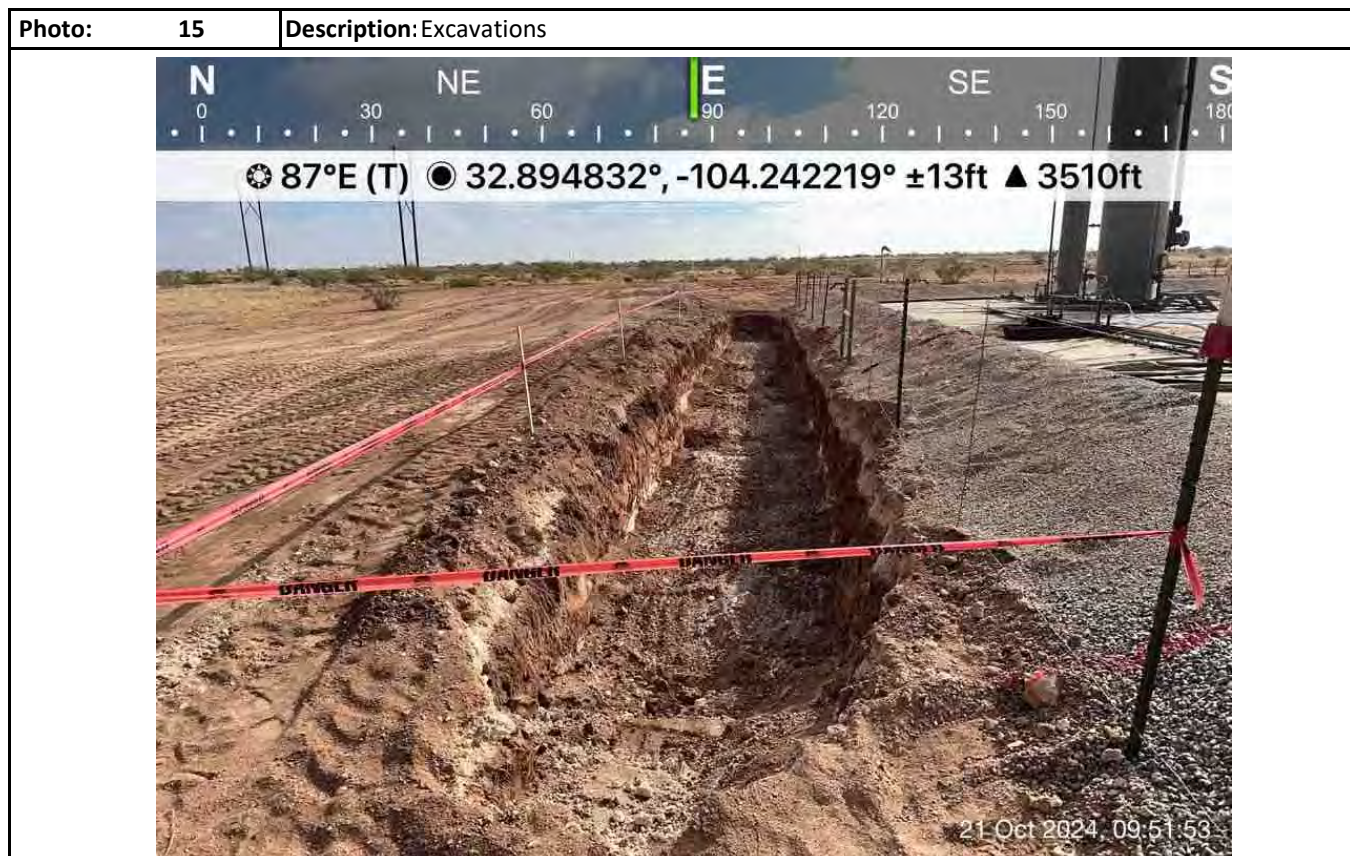 Photo: 15 Description: Excavations
N NE E SE S
0 30 60 90 120 150 180
87°E (T) 32.894832°, -104.242219° ±13ft ▲ 3510ft
DANGER DANGER DANGER
21 Oct 2024, 09:51:53